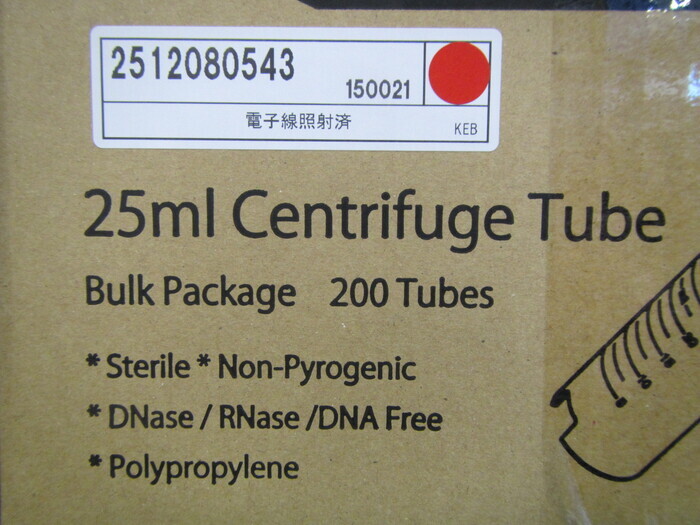 2512080543
150021
電子線照射済
KEB
25ml Centrifuge Tube
Bulk Package 200 Tubes
* Sterile * Non-Pyrogenic
* DNase / RNase /DNA Free
* Polypropylene